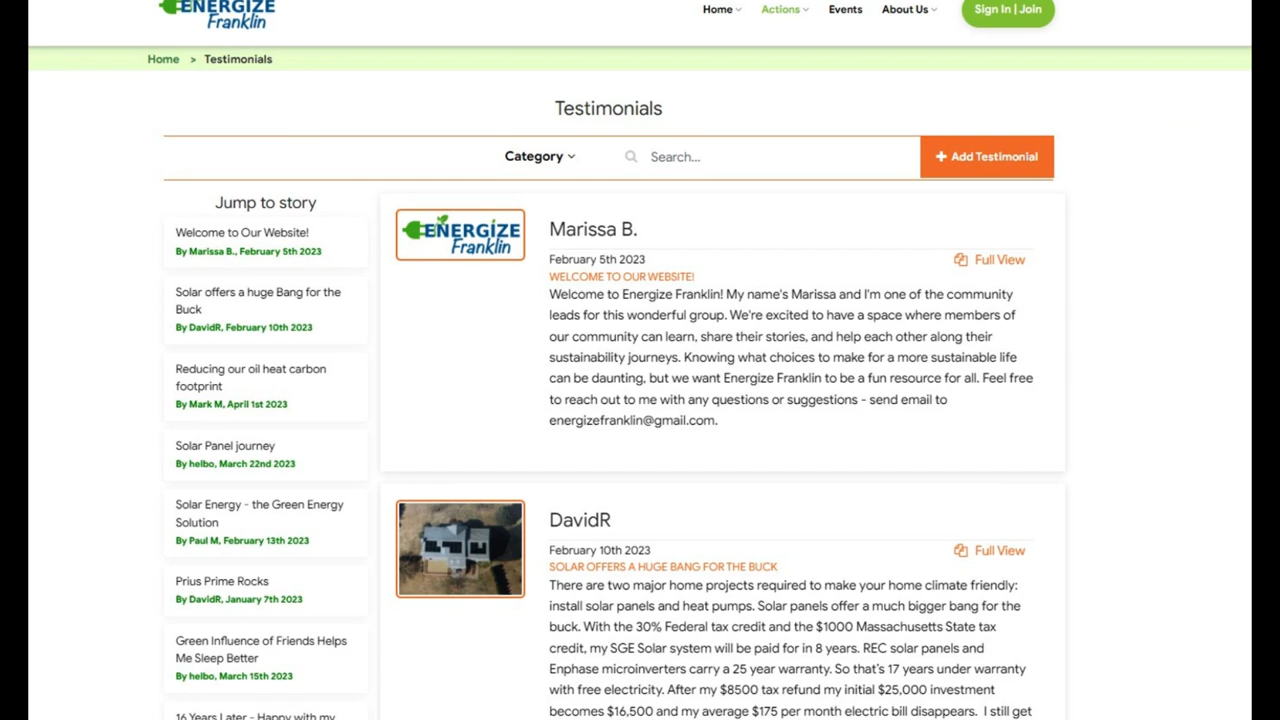 ENERGIZE
Franklin
Home
Actions
Events
About Us
Sign In | Join
Home > Testimonials
Testimonials
Category
Search...
+ Add Testimonial
Jump to story
Welcome to Our Website!
By Marissa B., February 5th 2023
Solar offers a huge Bang for the
Buck
By DavidR, February 10th 2023
Reducing our oil heat carbon
footprint
By Mark M, April 1st 2023
Solar Panel journey
By helbo, March 22nd 2023
Solar Energy - the Green Energy
Solution
By Paul M, February 13th 2023
Prius Prime Rocks
By DavidR, January 7th 2023
Green Influence of Friends Helps
Me Sleep Better
By helbo, March 15th 2023
16 Years Later - Happy with my
ENERGIZE
Franklin
Marissa B.
February 5th 2023
Full View
WELCOME TO OUR WEBSITE!
Welcome to Energize Franklin! My name's Marissa and I'm one of the community
leads for this wonderful group. We're excited to have a space where members of
our community can learn, share their stories, and help each other along their
sustainability journeys. Knowing what choices to make for a more sustainable life
can be daunting, but we want Energize Franklin to be a fun resource for all. Feel free
to reach out to me with any questions or suggestions - send email to
energizefranklin@gmail.com.
DavidR
February 10th 2023
Full View
SOLAR OFFERS A HUGE BANG FOR THE BUCK
There are two major home projects required to make your home climate friendly:
install solar panels and heat pumps. Solar panels offer a much bigger bang for the
buck. With the 30% Federal tax credit and the $1000 Massachusetts State tax
credit, my SGE Solar system will be paid for in 8 years. REC solar panels and
Enphase microinverters carry a 25 year warranty. So that's 17 years under warranty
with free electricity. After my $8500 tax refund my initial $25,000 investment
becomes $16,500 and my average $175 per month electric bill disappears. I still get